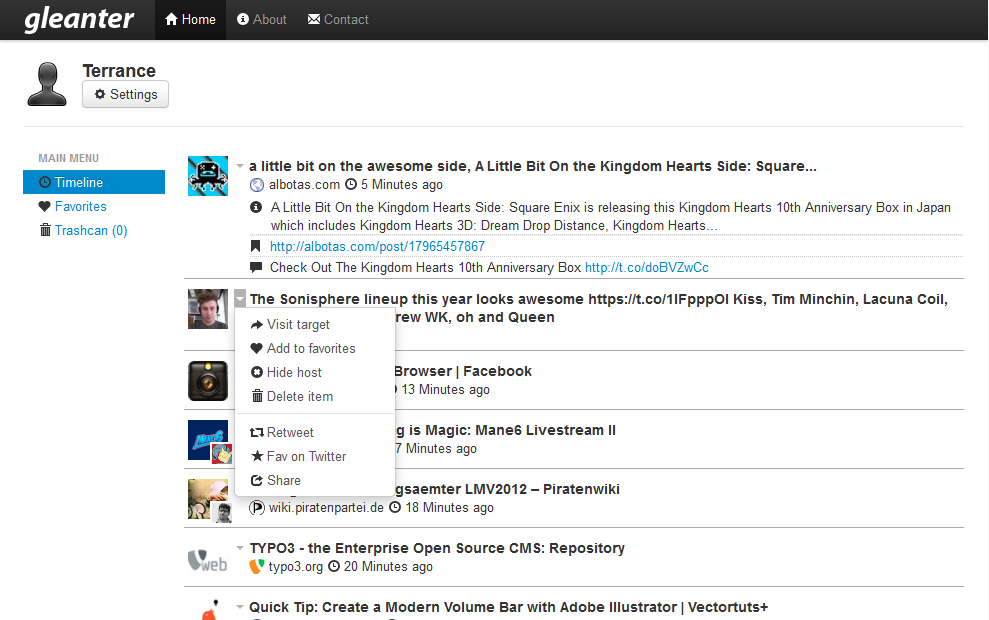 gleanter
Home
About
Contact
Terrance
Settings
MAIN MENU
Timeline
Favorites
Trashcan (0)
a little bit on the awesome side, A Little Bit On the Kingdom Hearts Side: Square...
albotas.com 5 Minutes ago
A Little Bit On the Kingdom Hearts Side: Square Enix is releasing this Kingdom Hearts 10th Anniversary Box in Japan
which includes Kingdom Hearts 3D: Dream Drop Distance, Kingdom Hearts...
http://albotas.com/post/17965457867
Check Out The Kingdom Hearts 10th Anniversary Box http://t.co/doBVZwCc
The Sonisphere lineup this year looks awesome https://t.co/1IFpppOI Kiss, Tim Minchin, Lacuna Coil,
rew WK, oh and Queen
Visit target
Add to favorites
Hide host
Delete item
Retweet
Fav on Twitter
Share
Browser | Facebook
13 Minutes ago
g is Magic: Mane6 Livestream II
7 Minutes ago
gsaemter LMV2012 – Piratenwiki
wiki.piratenpartei.de 18 Minutes ago
web
TYPO3 - the Enterprise Open Source CMS: Repository
typo3.org 20 Minutes ago
Quick Tip: Create a Modern Volume Bar with Adobe Illustrator | Vectortuts+